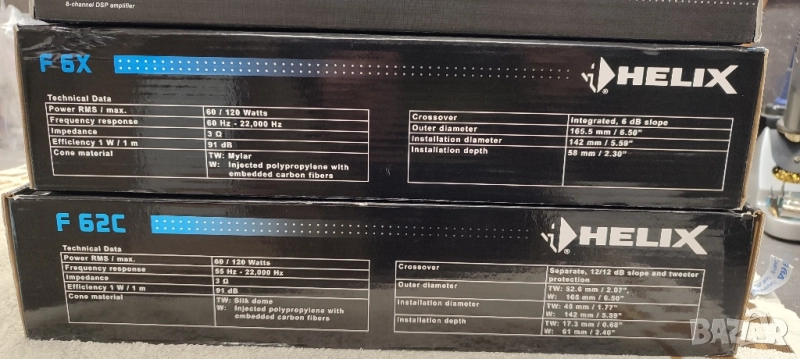 8-channel DSP amplifier
F 6X
HELIX
Technical Data
Power RMS / max. 60 / 120 Watts
Frequency response 60 Hz - 22,000 Hz
Impedance 3 Ω
Efficiency 1 W / 1 m 91 dB
Cone material TW: Mylar
W: Injected polypropylene with
embedded carbon fibers
Crossover Integrated, 6 dB slope
Outer diameter 165.5 mm / 6.50"
Installation diameter 142 mm / 5.59"
Installation depth 58 mm / 2.30"
F 62C
HELIX
Technical Data
Power RMS / max. 60 / 120 Watts
Frequency response 55 Hz - 22,000 Hz
Impedance 3 Ω
Efficiency 1 W / 1 m 91 dB
Cone material TW: Silk dome
W: Injected polypropylene with
embedded carbon fibers
Crossover Separate, 12/12 dB slope and tweeter
protection
Outer diameter TW: 52.6 mm / 2.07",
W: 165 mm / 6.50"
Installation diameter TW: 45 mm / 1.77"
W: 142 mm / 5.59"
Installation depth TW: 17.3 mm / 0.68"
W: 61 mm / 2.40"
BAZAR